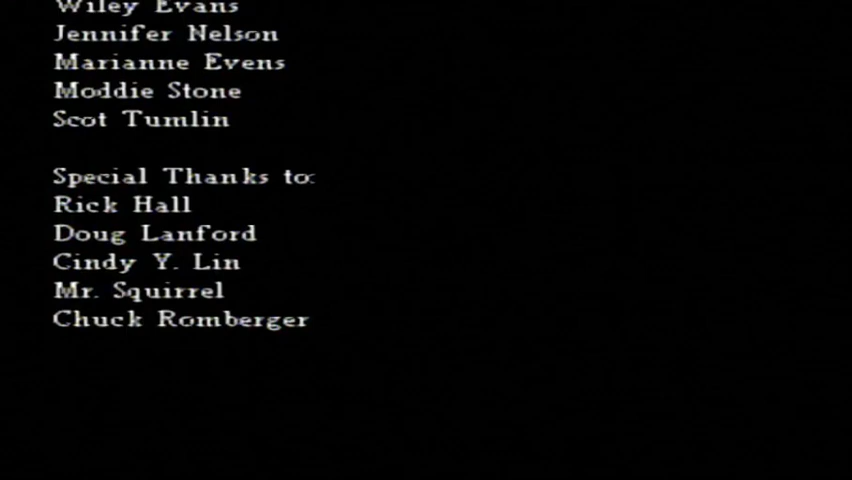 Wiley Evans
Jennifer Nelson
Marianne Evens
Moddie Stone
Scot Tumlin
Special Thanks to:
Rick Hall
Doug Lanford
Cindy Y. Lin
Mr. Squirrel
Chuck Romberger